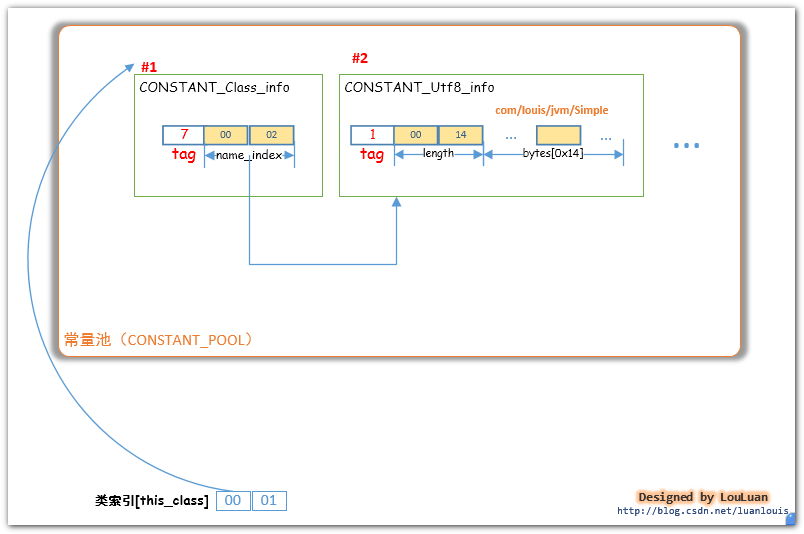 #1
#2
CONSTANT_Class_info
CONSTANT_Utf8_info
com/louis/jvm/Simple
7 00 02
1 00 14 ... ...
...
tag name_index
tag length bytes[0x14]
常量池（CONSTANT_POOL）
类索引[this_class] 00 01
Designed by LouLuan
http://blog.csdn.net/luanlouis